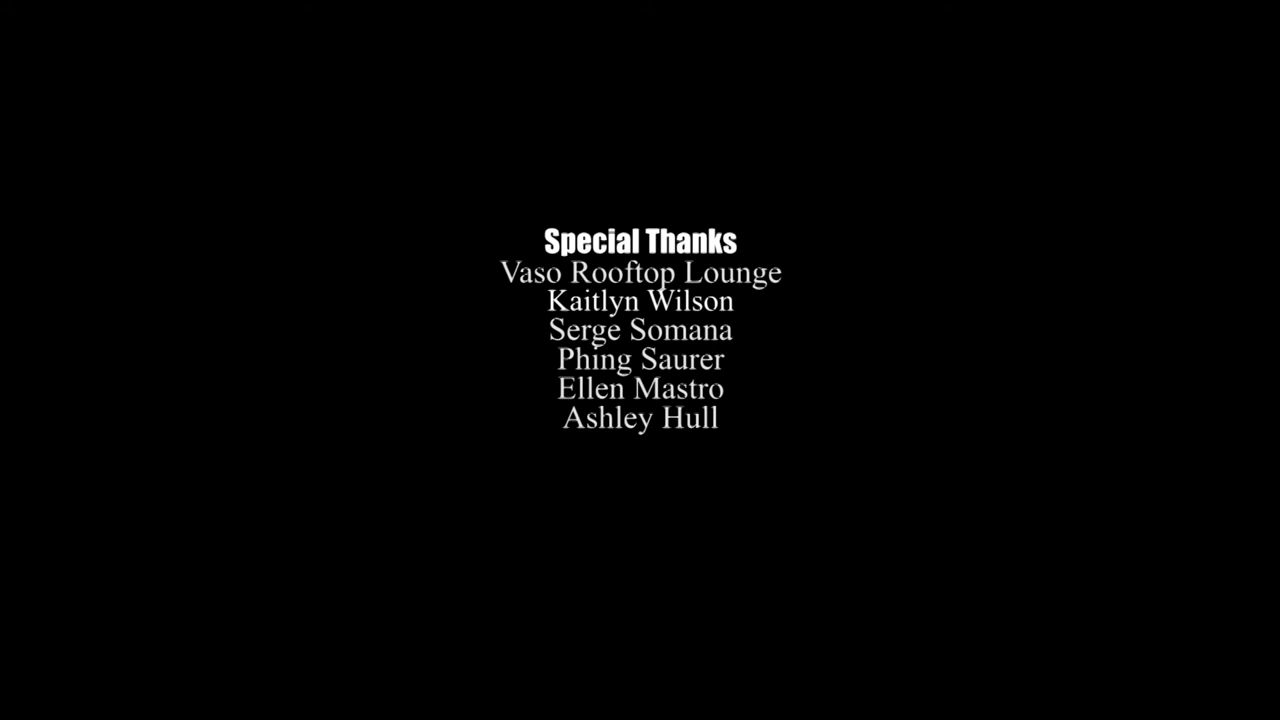 Special Thanks
Vaso Rooftop Lounge
Kaitlyn Wilson
Serge Somana
Phing Saurer
Ellen Mastro
Ashley Hull